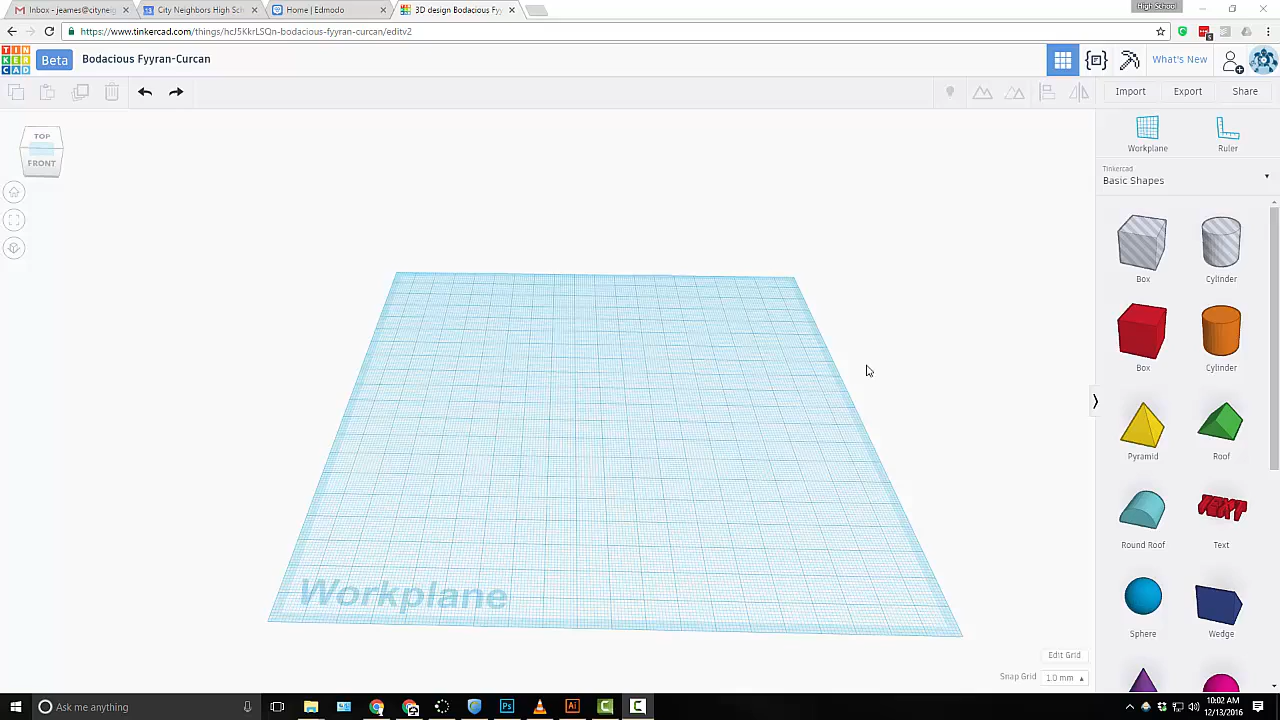 High School
Inbox - jeames@cityneig
City Neighbors High Sch
Home | Edmodo
3D design Bodacious Fy
https://www.tinkercad.com/things/hcJ5KkrLSQn-bodacious-fyyran-curcan/editv2
TIN
KER
CAD
Beta
Bodacious Fyyran-Curcan
What's New
Import
Export
Share
TOP
FRONT
Workplane
Ruler
Tinkercad
Basic Shapes
Box
Cylinder
Box
Cylinder
Pyramid
Roof
Round Roof
Text
Sphere
Wedge
Workplane
Edit Grid
Snap Grid
1.0 mm
Ask me anything
Ps
Ai
10:02 AM
12/13/2016